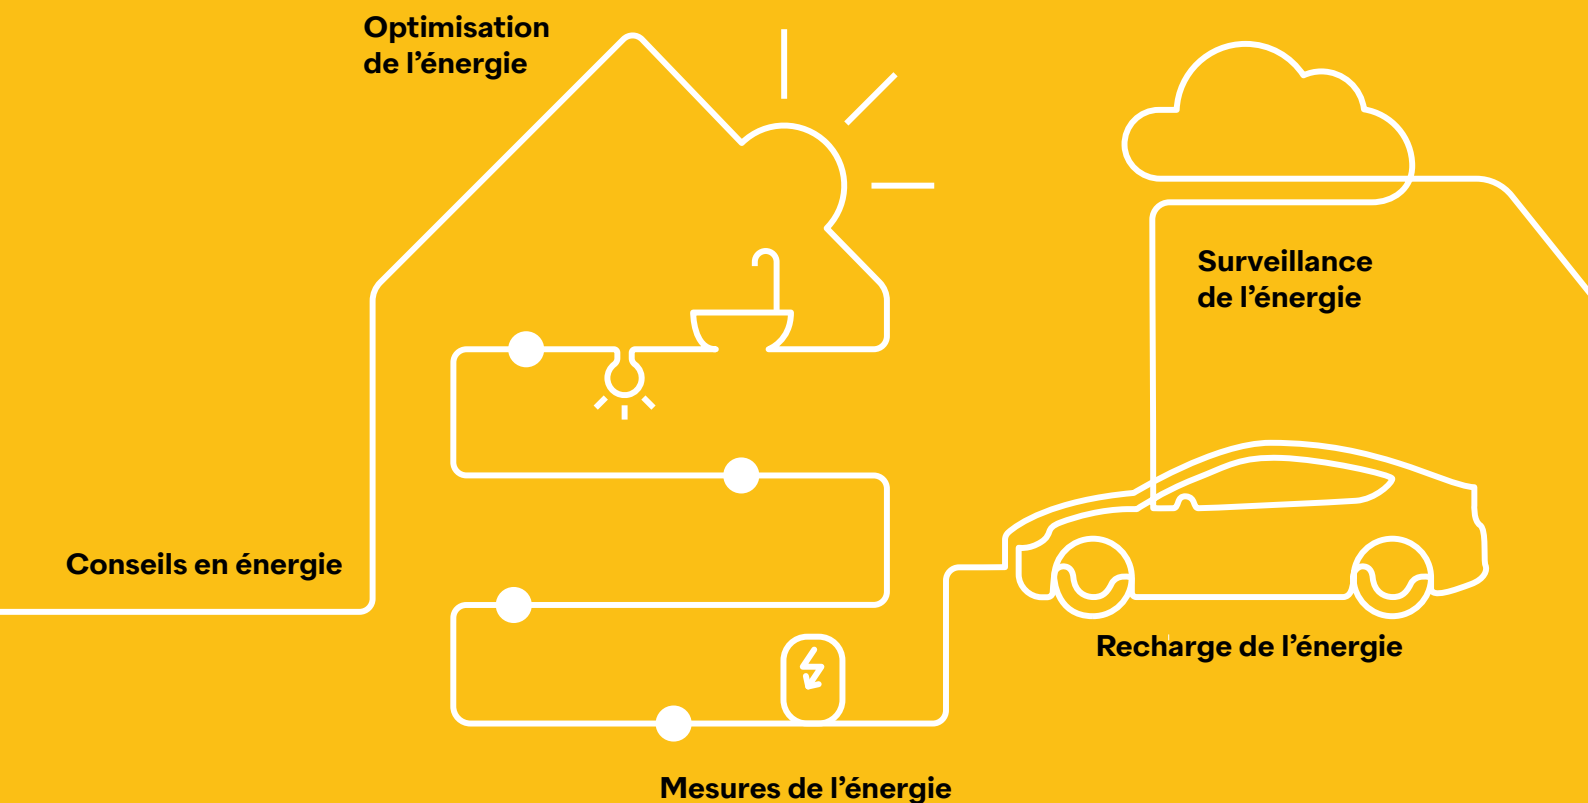 Optimisation
de l’énergie
Surveillance
de l’énergie
Conseils en énergie
Recharge de l’énergie
Mesures de l’énergie